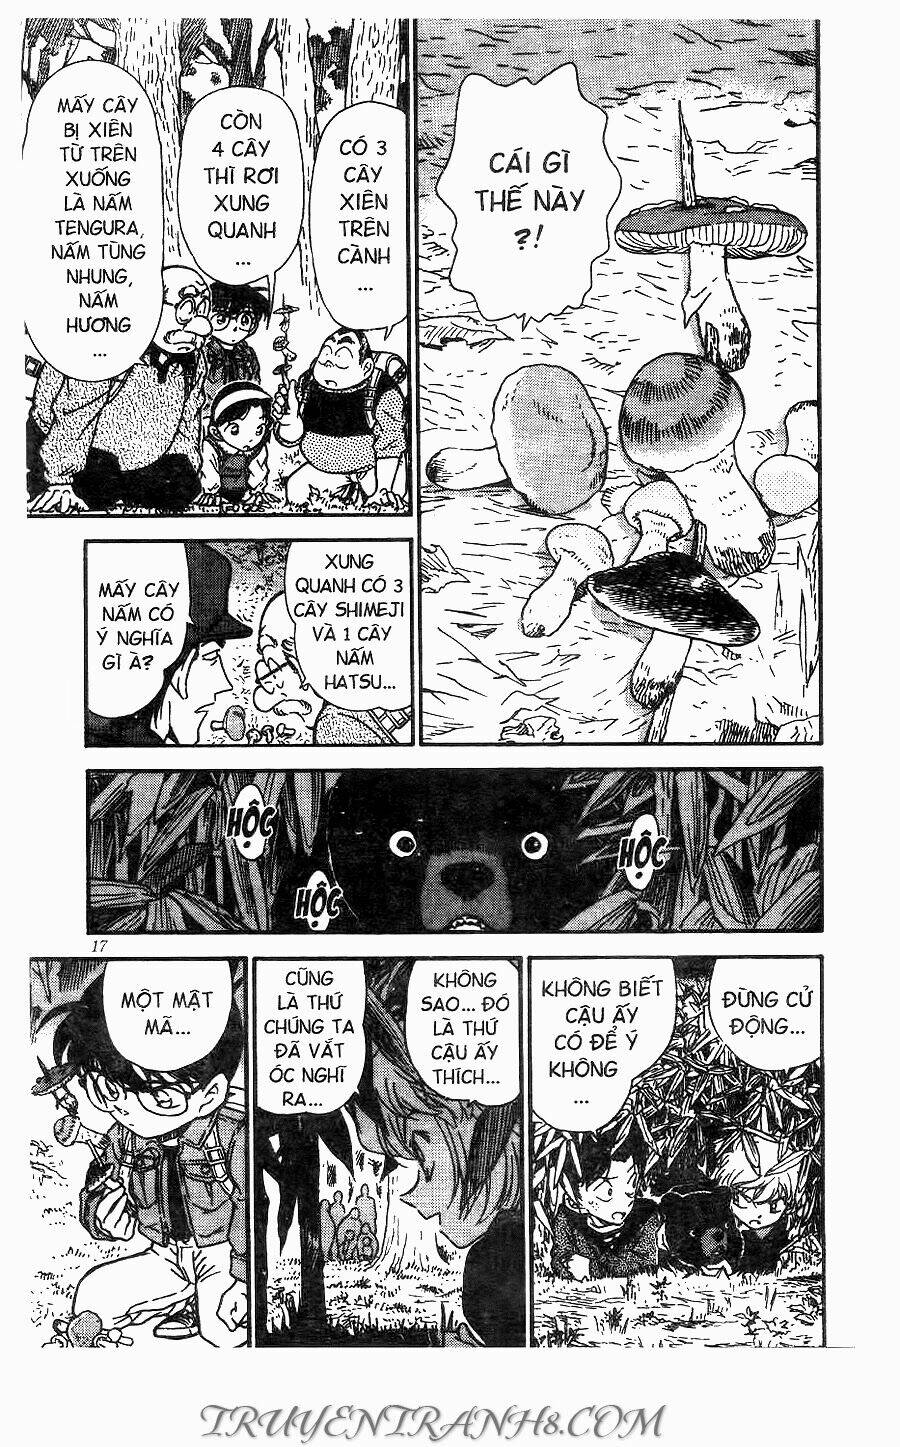 CÁI GÌ
THẾ NÀY
?!
CÓ 3
CÂY
XIÊN
TRÊN
CÀNH
...
CÒN
4 CÂY
THÌ RƠI
XUNG
QUANH
...
MẤY CÂY
BỊ XIÊN
TỪ TRÊN
XUỐNG
LÀ NẤM
TENGURA,
NẤM TÙNG
NHUNG,
NẤM
HƯƠNG
...
XUNG
QUANH CÓ 3
CÂY SHIMEJI
VÀ 1 CÂY
NẤM
HATSU...
MẤY CÂY
NẤM CÓ
Ý NGHĨA
GÌ À?
HỘC
HỘC
HỘC
17
ĐỪNG CỬ
ĐỘNG...
KHÔNG BIẾT
CẬU ẤY
CÓ ĐỂ Ý
KHÔNG
...
KHÔNG
SAO... ĐÓ
LÀ THỨ
CẬU ẤY
THÍCH...
CŨNG
LÀ THỨ
CHÚNG TA
ĐÃ VẮT
ÓC NGHĨ
RA...
MỘT MẬT
MÃ...
TRUYENTRANH8.COM